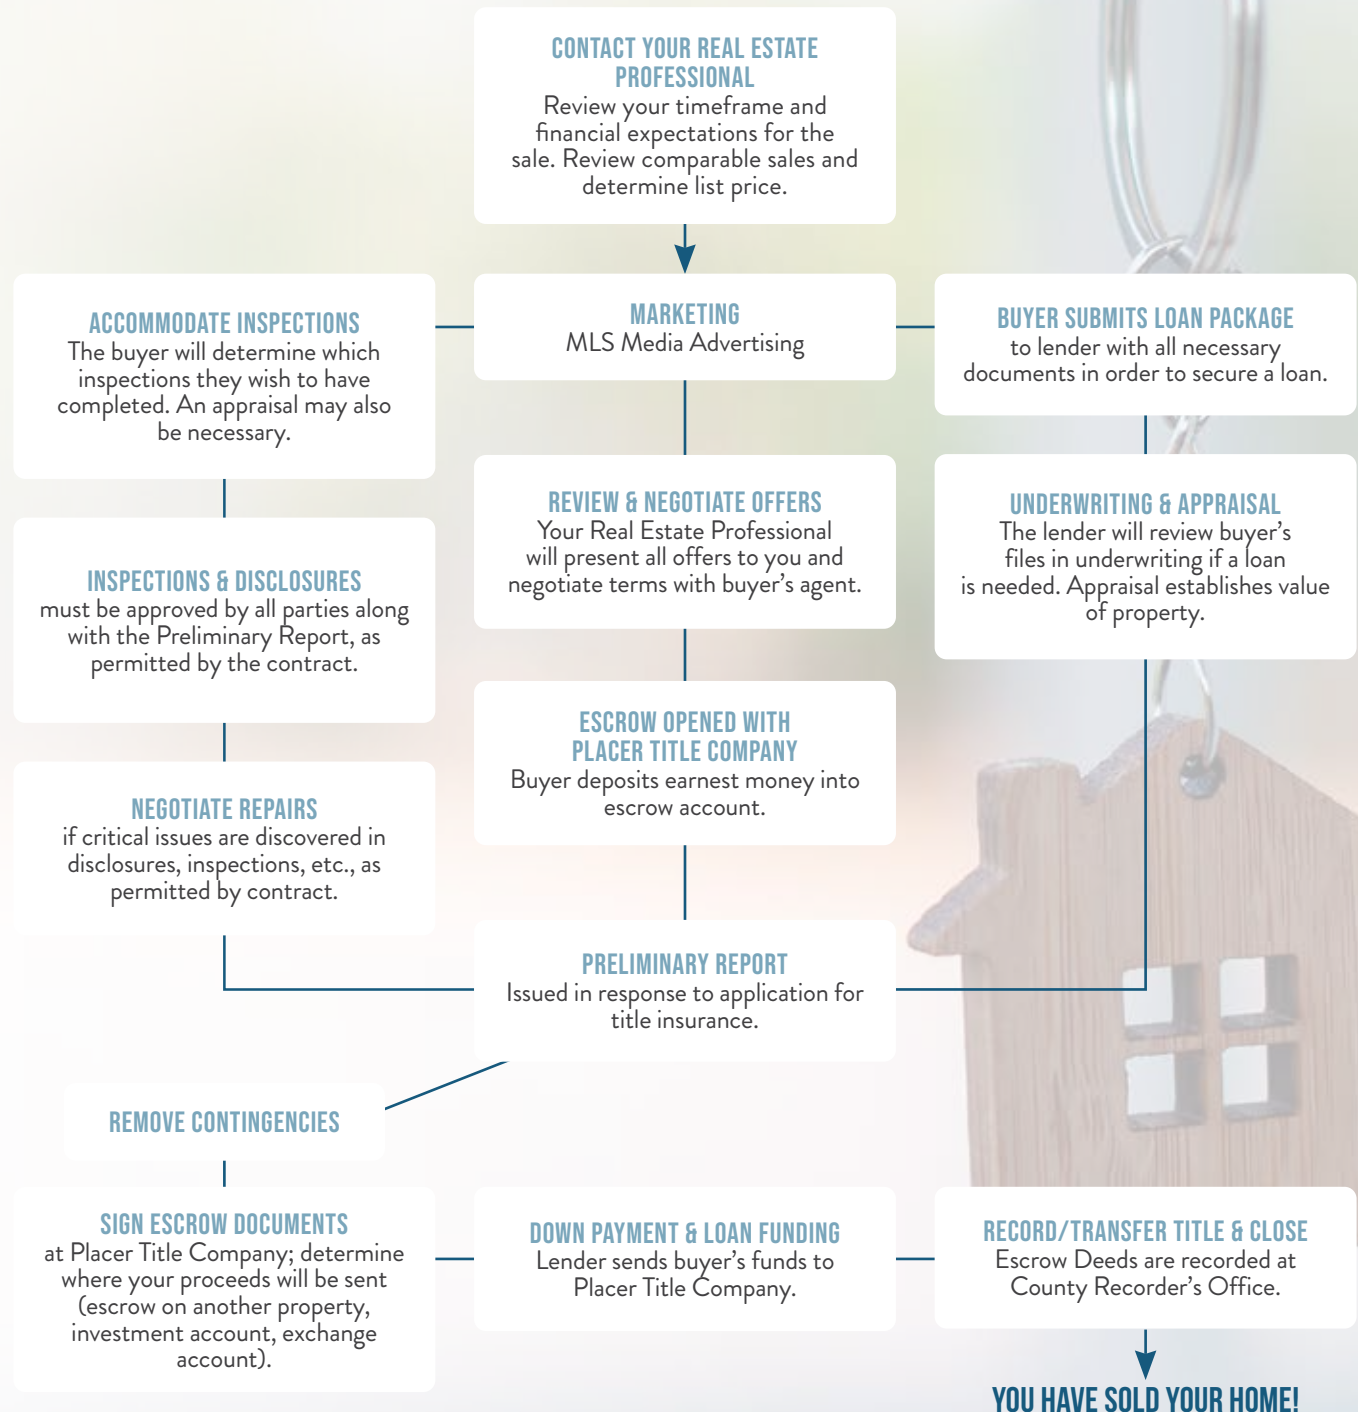 CONTACT YOUR REAL ESTATE
PROFESSIONAL
Review your timeframe and
financial expectations for the
sale. Review comparable sales and
determine list price.
ACCOMMODATE INSPECTIONS
The buyer will determine which
inspections they wish to have
completed. An appraisal may also
be necessary.
MARKETING
MLS Media Advertising
BUYER SUBMITS LOAN PACKAGE
to lender with all necessary
documents in order to secure a loan.
INSPECTIONS & DISCLOSURES
must be approved by all parties along
with the Preliminary Report, as
permitted by the contract.
REVIEW & NEGOTIATE OFFERS
Your Real Estate Professional
will present all offers to you and
negotiate terms with buyer's agent.
UNDERWRITING & APPRAISAL
The lender will review buyer's
files in underwriting if a loan
is needed. Appraisal establishes value
of property.
NEGOTIATE REPAIRS
if critical issues are discovered in
disclosures, inspections, etc., as
permitted by contract.
ESCROW OPENED WITH
PLACER TITLE COMPANY
Buyer deposits earnest money into
escrow account.
PRELIMINARY REPORT
Issued in response to application for
title insurance.
REMOVE CONTINGENCIES
SIGN ESCROW DOCUMENTS
at Placer Title Company; determine
where your proceeds will be sent
(escrow on another property,
investment account, exchange
account).
DOWN PAYMENT & LOAN FUNDING
Lender sends buyer's funds to
Placer Title Company.
RECORD/TRANSFER TITLE & CLOSE
Escrow Deeds are recorded at
County Recorder's Office.
YOU HAVE SOLD YOUR HOME!